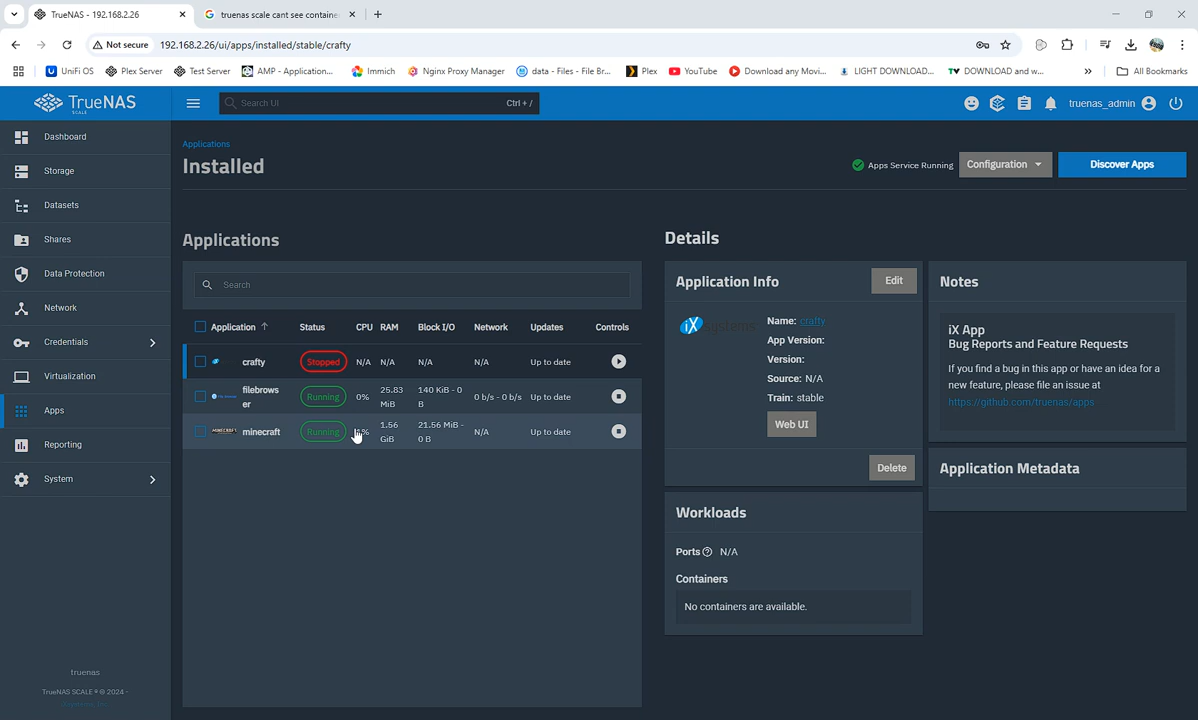 TrueNAS - 192.168.2.26
truenas scale cant see containe
Not secure
192.168.2.26/ui/apps/installed/stable/crafty
UniFi OS
Plex Server
Test Server
AMP - Application...
Immich
Nginx Proxy Manager
data - Files - File Br...
Plex
YouTube
Download any Movi...
LIGHT DOWNLOAD...
DOWNLOAD and w...
»
All Bookmarks
TrueNAS
SCALE
Search UI
Ctrl + /
truenas_admin
Dashboard
Storage
Datasets
Shares
Data Protection
Network
Credentials
Virtualization
Apps
Reporting
System
truenas
TrueNAS SCALE ® © 2024 -
Applications
Installed
Apps Service Running
Configuration
Discover Apps
Applications
Search
Application
Status
CPU
RAM
Block I/O
Network
Updates
Controls
crafty
Stopped
N/A
N/A
N/A
N/A
Up to date
filebrows
er
Running
0%
25.83
MiB
140 KiB - 0
B
0 b/s - 0 b/s
Up to date
MINECRAFT
minecraft
Running
1.56
GiB
21.56 MiB -
0 B
N/A
Up to date
Details
Application Info
Edit
iX systems
Name: crafty
App Version:
Version:
Source: N/A
Train: stable
Web UI
Delete
Workloads
Ports ? N/A
Containers
No containers are available.
Notes
iX App
Bug Reports and Feature Requests
If you find a bug in this app or have an idea for a
new feature, please file an issue at
https://github.com/truenas/apps
Application Metadata